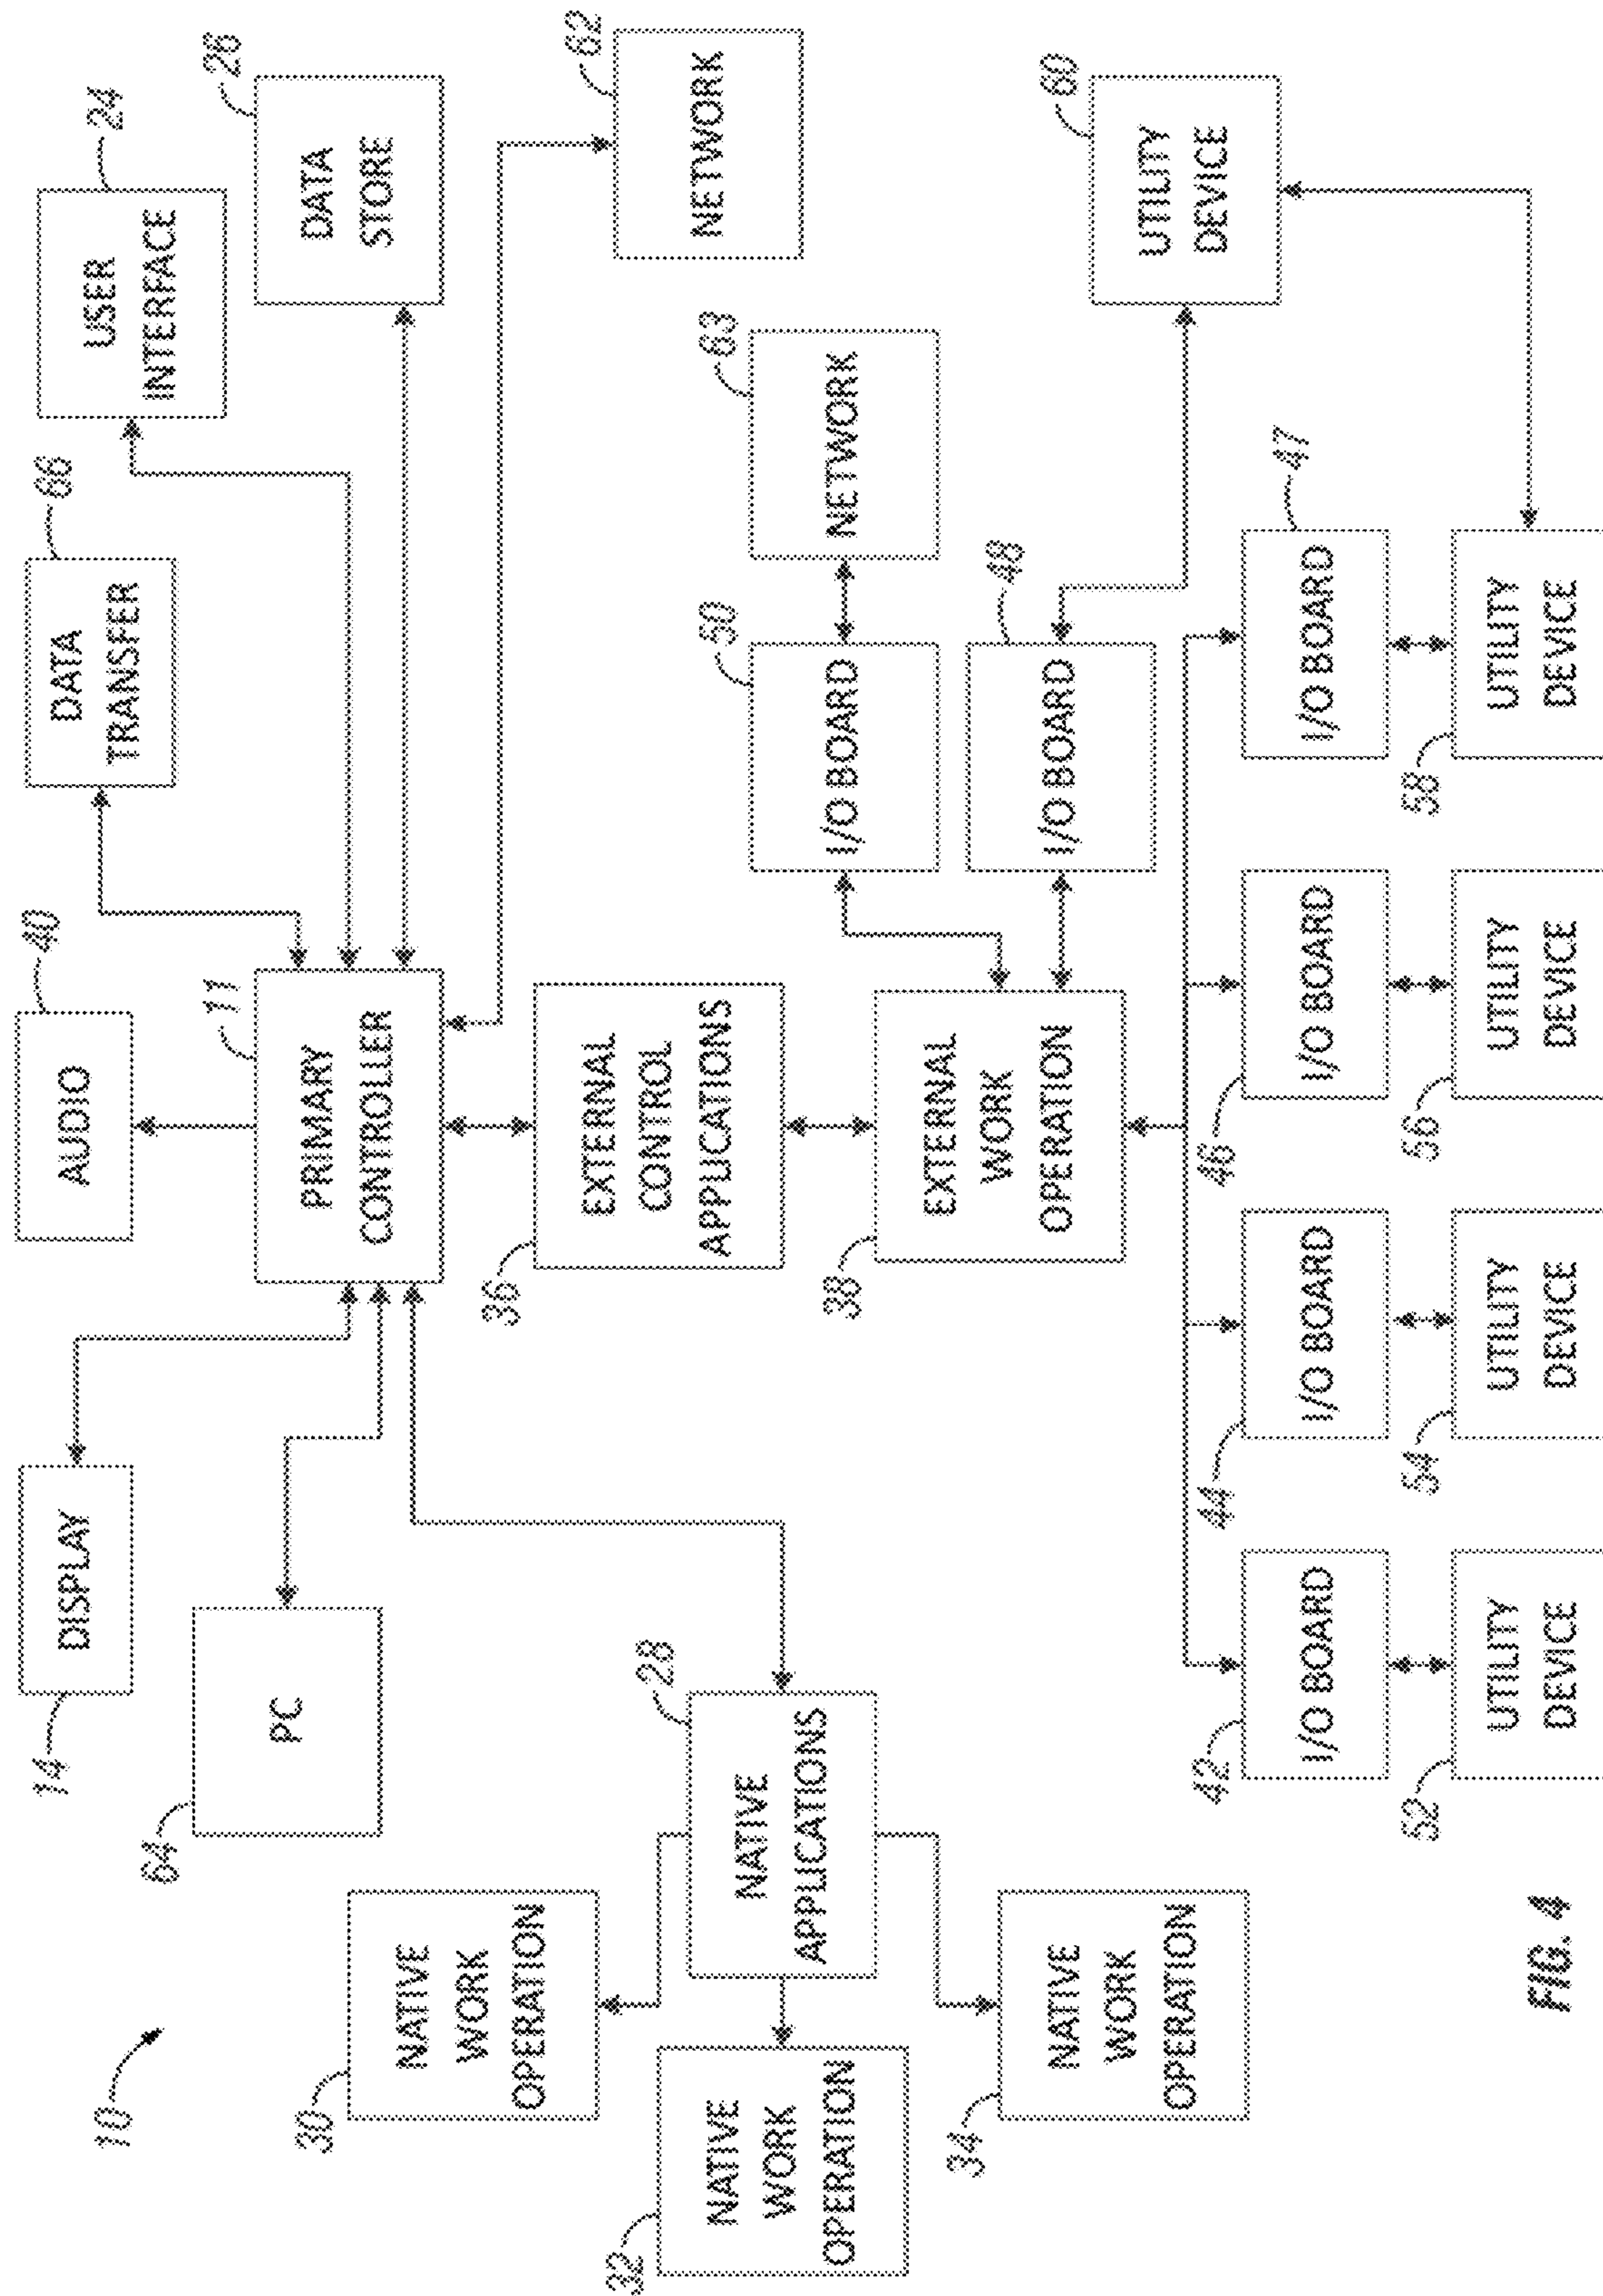 10
14
DISPLAY
AUDIO
40
DATA
TRANSFER
66
USER
INTERFACE
24
64
PC
PRIMARY
CONTROLLER
11
DATA
STORE
26
30
NATIVE
WORK
OPERATION
NATIVE
APPLICATIONS
28
36
EXTERNAL
CONTROL
APPLICATIONS
NETWORK
62
32
NATIVE
WORK
OPERATION
38
EXTERNAL
WORK
OPERATION
I/O BOARD
50
NETWORK
63
I/O BOARD
48
34
NATIVE
WORK
OPERATION
UTILITY
DEVICE
60
42
I/O BOARD
44
I/O BOARD
46
I/O BOARD
I/O BOARD
47
52
UTILITY
DEVICE
54
UTILITY
DEVICE
56
UTILITY
DEVICE
58
UTILITY
DEVICE
FIG. 4